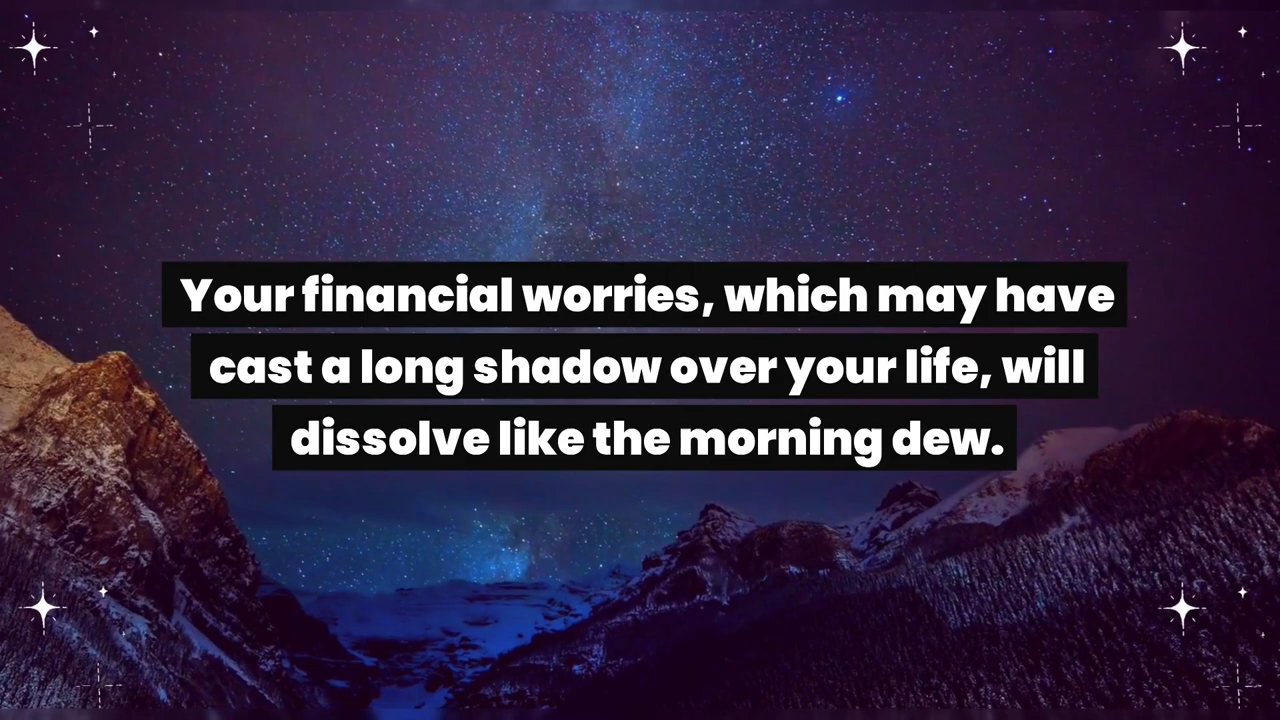 Your financial worries, which may have
cast a long shadow over your life, will
dissolve like the morning dew.